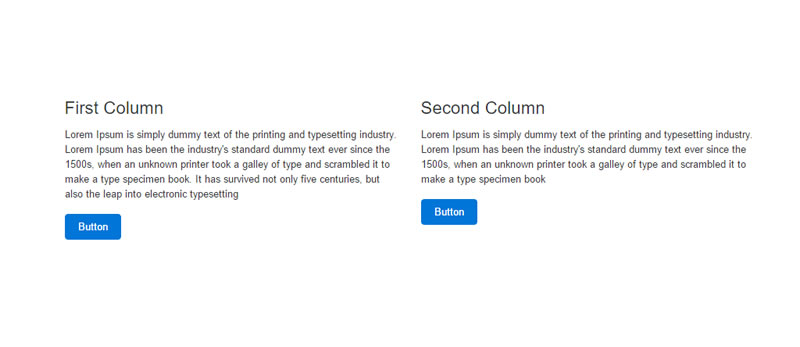 First Column
Lorem Ipsum is simply dummy text of the printing and typesetting industry.
Lorem Ipsum has been the industry's standard dummy text ever since the
1500s, when an unknown printer took a galley of type and scrambled it to
make a type specimen book. It has survived not only five centuries, but
also the leap into electronic typesetting
Button
Second Column
Lorem Ipsum is simply dummy text of the printing and typesetting industry.
Lorem Ipsum has been the industry's standard dummy text ever since the
1500s, when an unknown printer took a galley of type and scrambled it to
make a type specimen book
Button